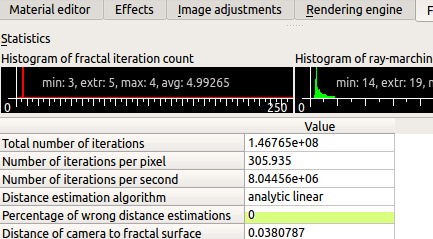 Material editor Effects Image adjustments Rendering engine F
Statistics
Histogram of fractal iteration count Histogram of ray-marching
min: 3, extr: 5, max: 4, avg: 4.99265 min: 14, extr: 19, m
0 250 0
Value
Total number of iterations 1.46765e+08
Number of iterations per pixel 305.935
Number of iterations per second 8.04456e+06
Distance estimation algorithm analytic linear
Percentage of wrong distance estimations 0
Distance of camera to fractal surface 0.0380787